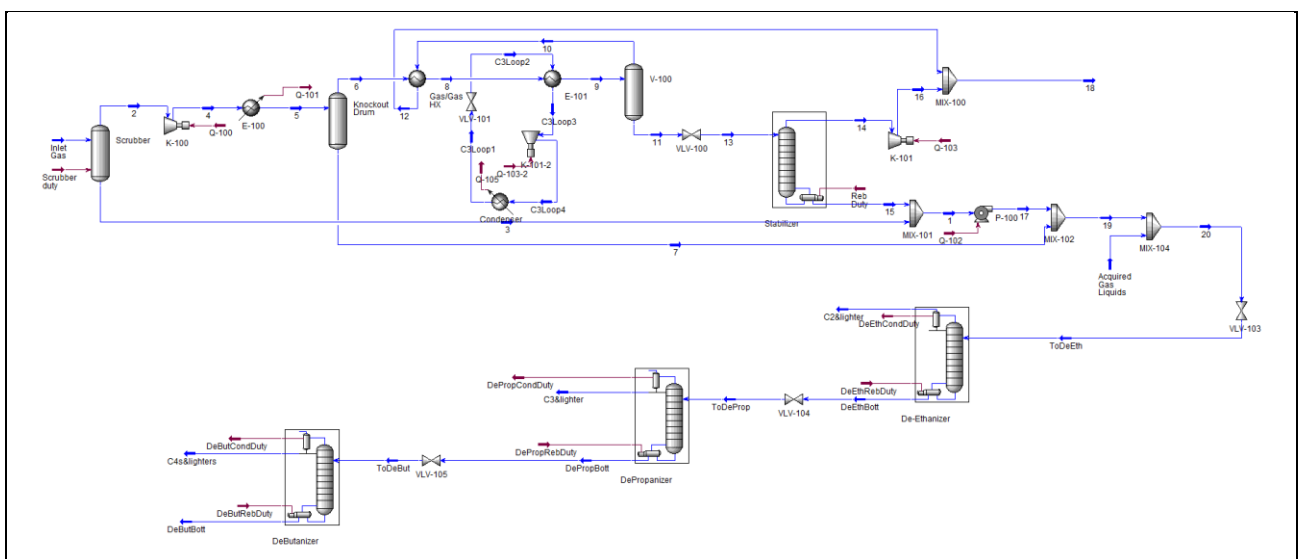 10
C3Loop2
18
6
8
9
V-100
16
MIX-100
Q-101
2
4
5
Gas/Gas
HX
E-101
Knockout
Drum
12
VLV-101
Scrubber
E-100
C3Loop3
14
K-100
Q-100
11
VLV-100
13
K-101
Q-103
Inlet
Gas
C3Loop1
K-101-2
Q-103-2
Q-105
Scrubber
duty
Reb
Duty
C3Loop4
Condenser
15
3
Stabilizer
MIX-101
1
P-100
17
Q-102
MIX-102
19
MIX-104
20
7
Acquired
Gas
Liquids
VLV-103
C2&lighter
DeEthCondDuty
ToDeEth
DePropCondDuty
DeEthRebDuty
C3&lighter
ToDeProp
VLV-104
DeEthBott
De-Ethanizer
DeButCondDuty
DePropRebDuty
C4s&lighters
ToDeBut
VLV-105
DePropBott
DePropanizer
DeButRebDuty
DeButBott
DeButanizer